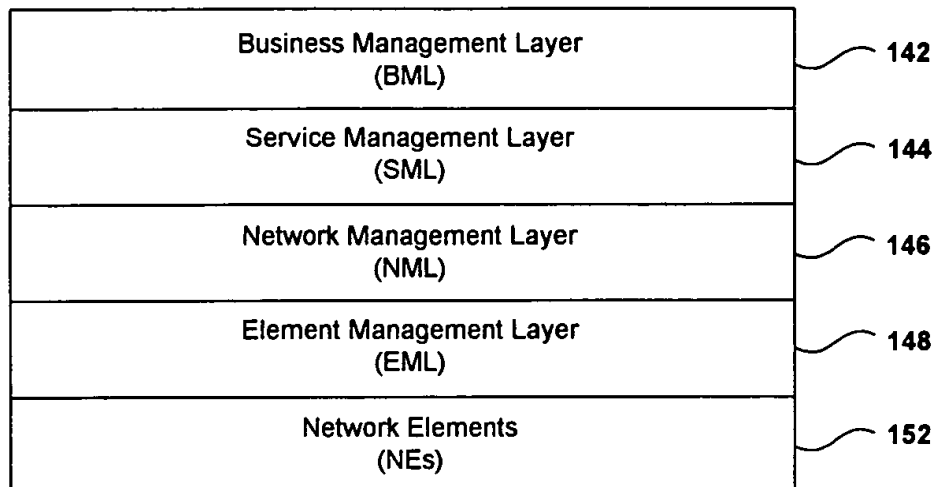 Business Management Layer
(BML)
142
Service Management Layer
(SML)
144
Network Management Layer
(NML)
146
Element Management Layer
(EML)
148
Network Elements
(NEs)
152